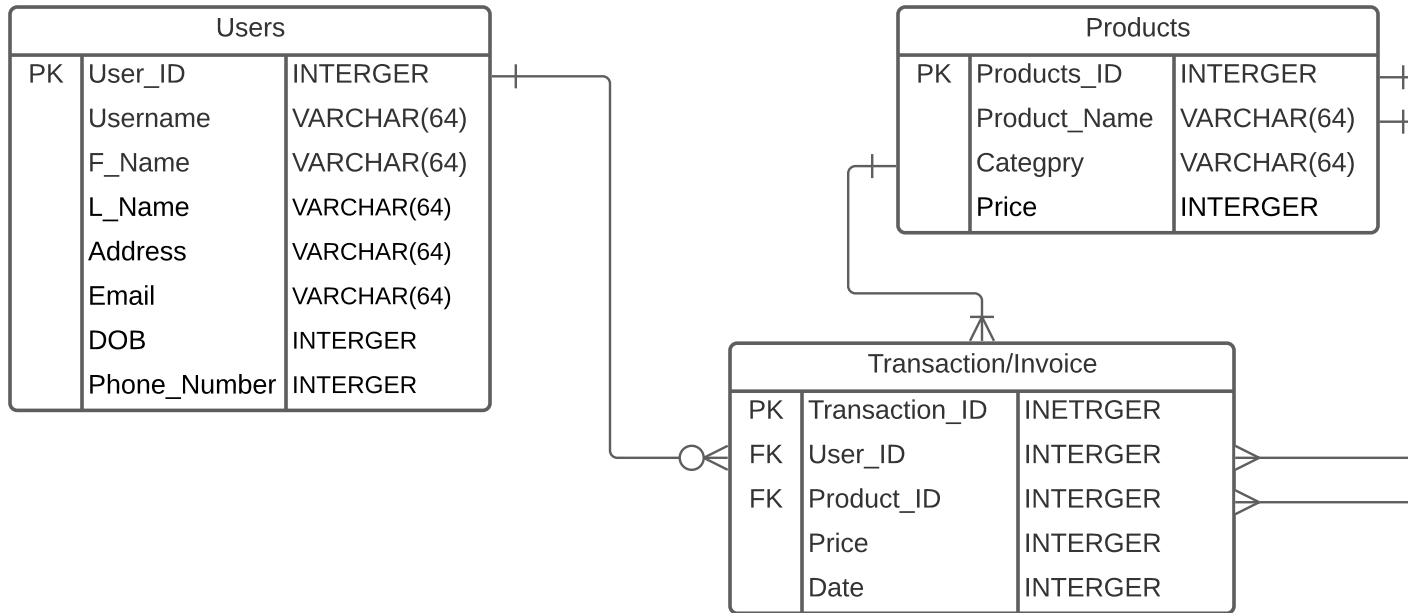 Users
PK User_ID INTERGER
Username VARCHAR(64)
F_Name VARCHAR(64)
L_Name VARCHAR(64)
Address VARCHAR(64)
Email VARCHAR(64)
DOB INTERGER
Phone_Number INTERGER
Products
PK Products_ID INTERGER
Product_Name VARCHAR(64)
Categpry VARCHAR(64)
Price INTERGER
Transaction/Invoice
PK Transaction_ID INETRGER
FK User_ID INTERGER
FK Product_ID INTERGER
Price INTERGER
Date INTERGER